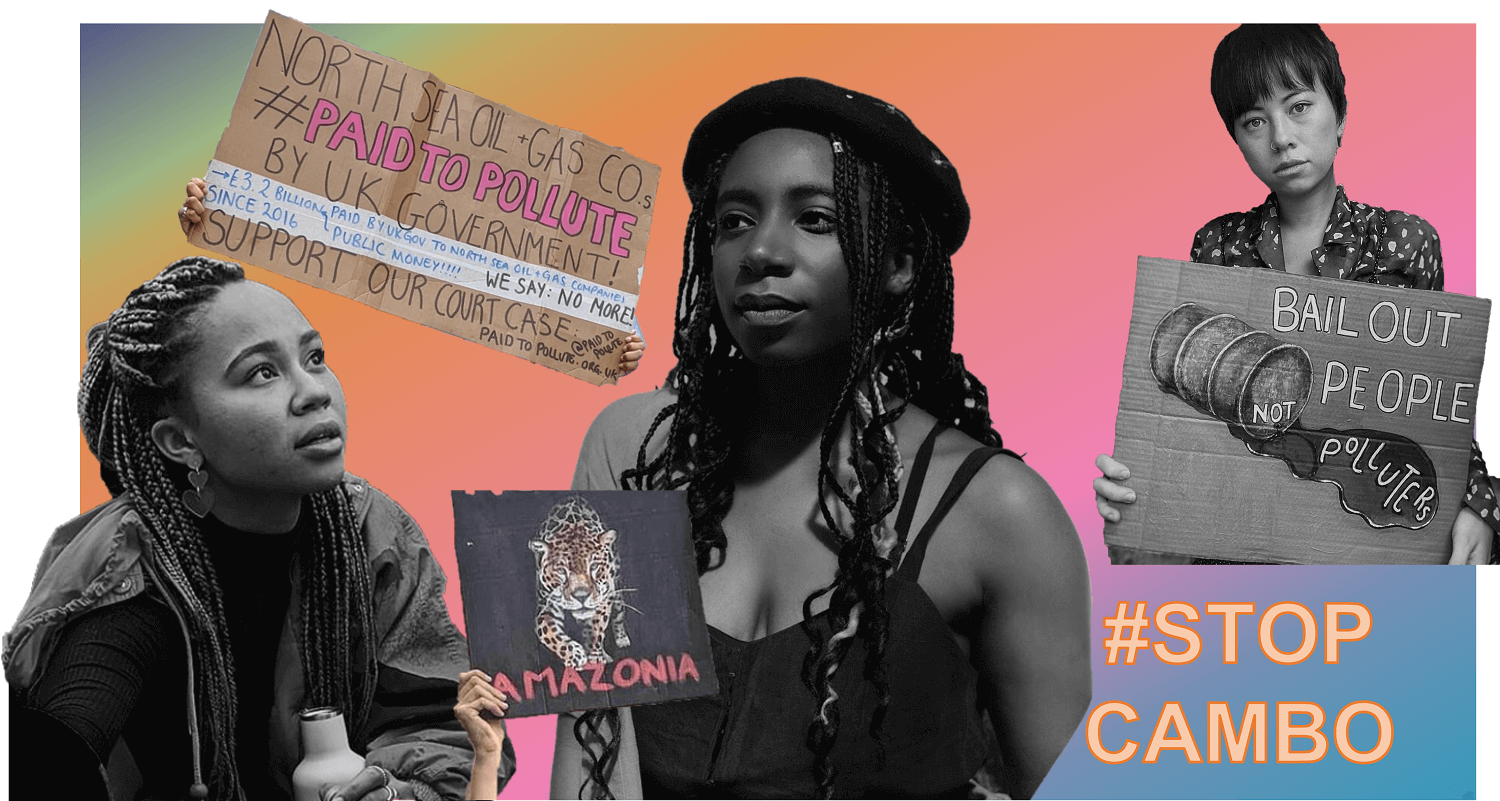 NORTH SEA OIL + GAS CO.s
#PAID TO POLLUTE
BY UK GOVERNMENT!
→£3.2 BILLION PAID BY UK GOV TO NORTH SEA OIL + GAS COMPANIES
SINCE 2016 PUBLIC MONEY!!!! WE SAY: NO MORE!
SUPPORT OUR COURT CASE:
@PAID TO
POLLUTE
PAID TO POLLUTE.ORG.UK
AMAZONIA
BAIL OUT
PEOPLE
NOT
POLLUTERS
#STOP
CAMBO